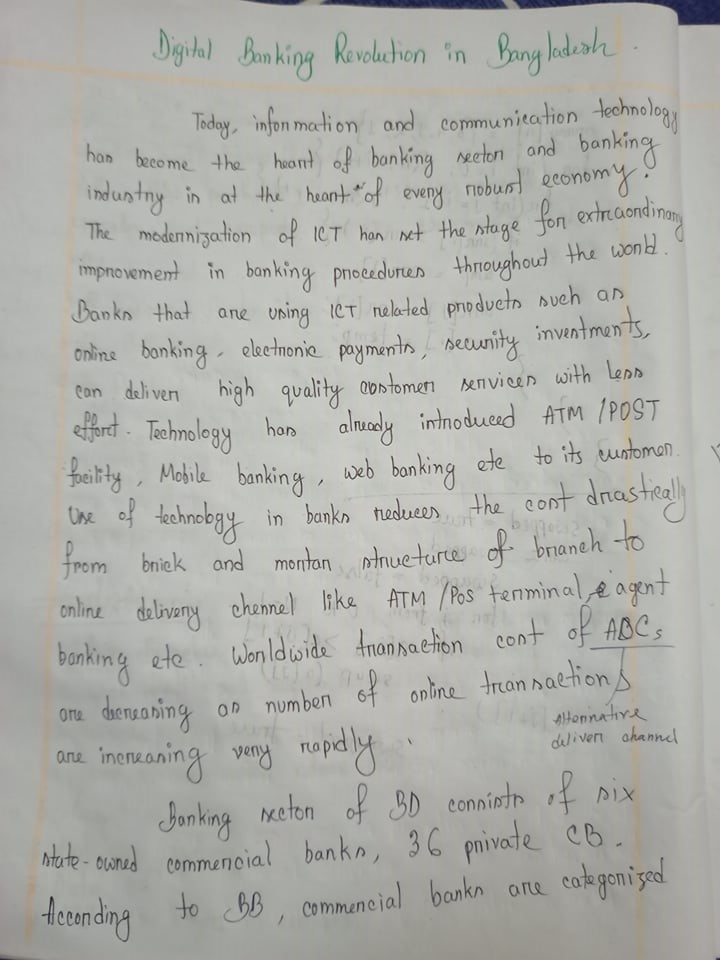 Digital Banking Revolution in Bangladesh.
Today, information and communication technology
has become the heart of banking sector and banking
industry is at the heart of every robust economy.
The modernization of ICT has set the stage for extraordinary
improvement in banking procedures throughout the world.
Banks that are using ICT related products such as
online banking, electronic payments, security investments,
can deliver high quality customer services with less
effort. Technology has already introduced ATM/POST
facility, Mobile banking, web banking etc to its customer.
Use of technology in banks reduces the cost drastically
from brick and mortar structure of branch to
online delivery chennel like ATM/Pos terminal, agent
banking etc. Worldwide transaction cost of ADCs
are dicreasing as number of online transactions
are increasing very rapidly.
alternative
deliver channel
Banking sector of BD consists of six
state-owned commercial banks, 36 private CB.
According to BB, commercial banks are categorized